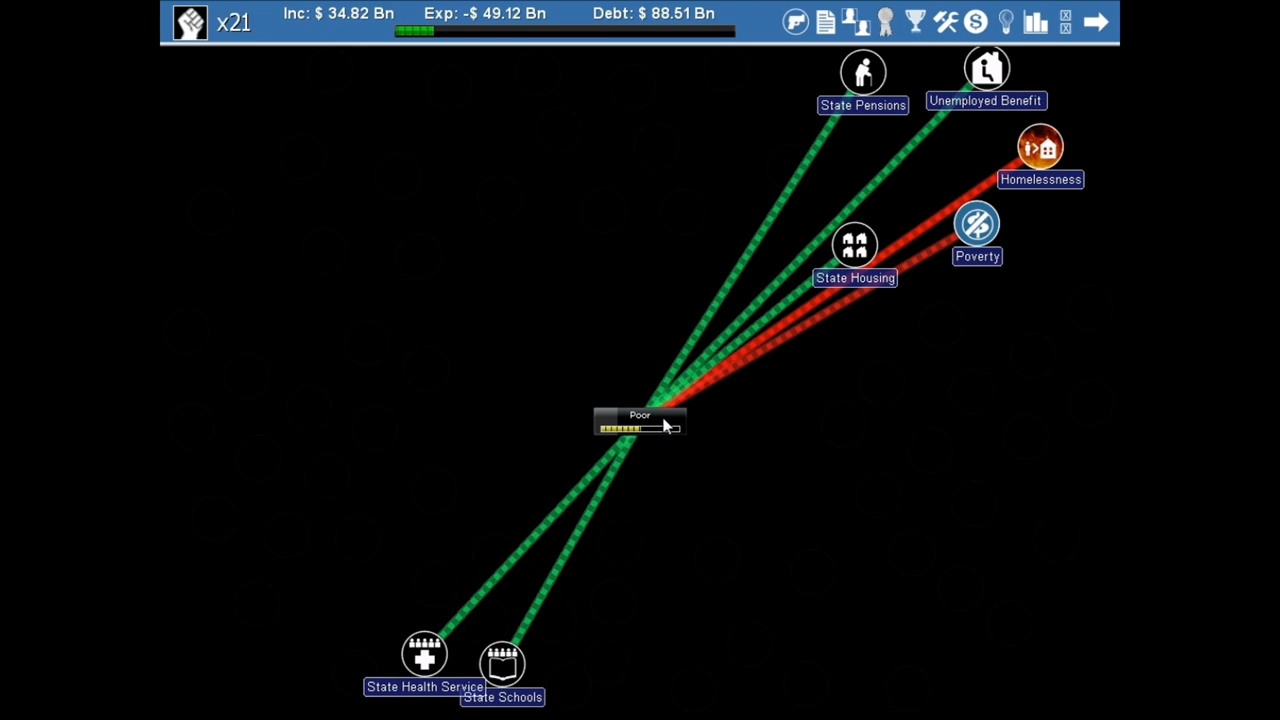 x21
Inc: $ 34.82 Bn
Exp: -$ 49.12 Bn
Debt: $ 88.51 Bn
State Pensions
Unemployed Benefit
Homelessness
Poverty
State Housing
Poor
State Health Service
State Schools